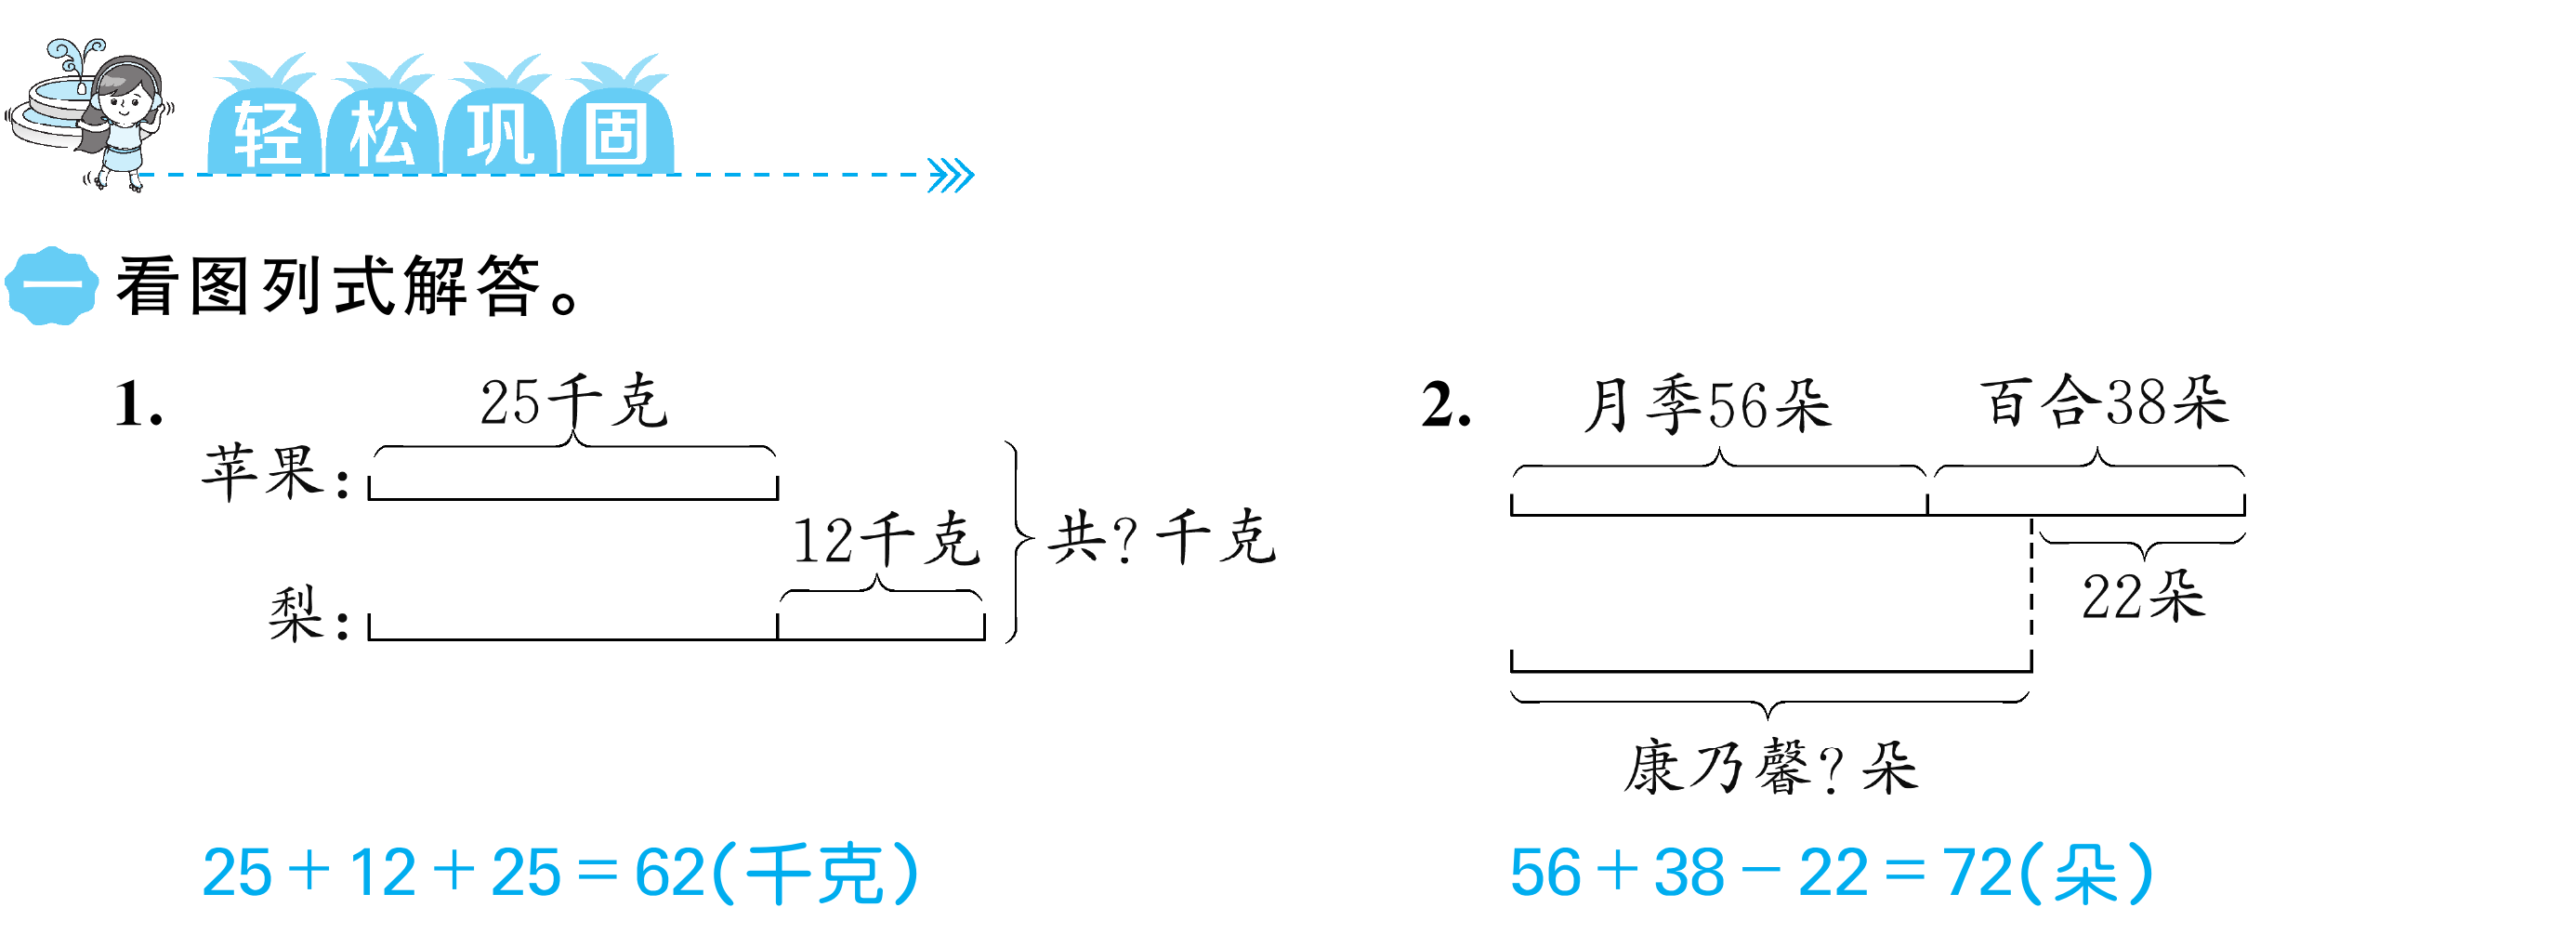 轻松巩固
一 看图列式解答。
1.
25千克
苹果：
12千克
共？千克
梨：
25+12+25=62(千克)
2.
月季56朵 百合38朵
22朵
康乃馨？朵
56+38-22=72(朵)